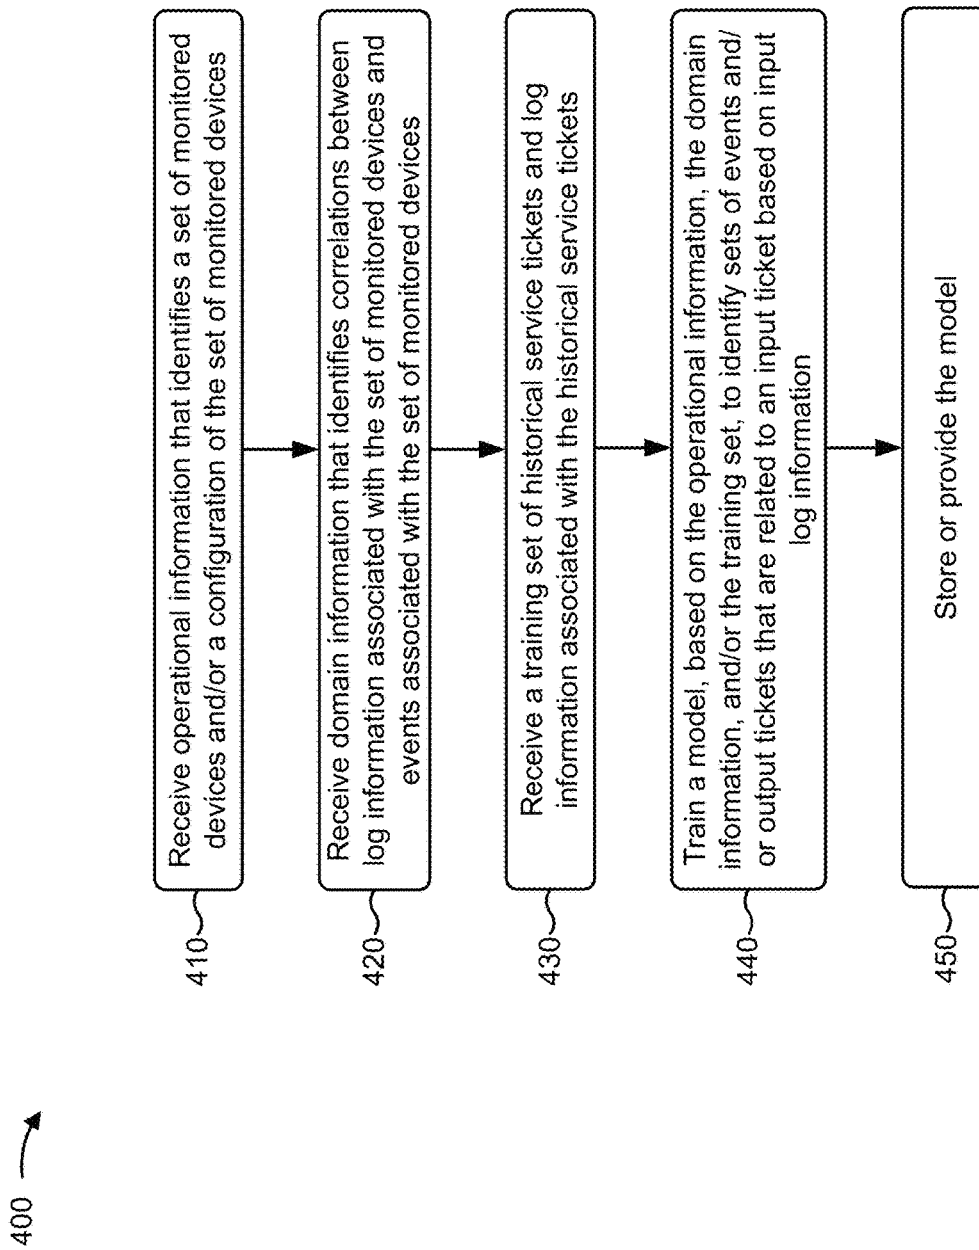 400
410
Receive operational information that identifies a set of monitored
devices and/or a configuration of the set of monitored devices
420
Receive domain information that identifies correlations between
log information associated with the set of monitored devices and
events associated with the set of monitored devices
430
Receive a training set of historical service tickets and log
information associated with the historical service tickets
440
Train a model, based on the operational information, the domain
information, and/or the training set, to identify sets of events and/
or output tickets that are related to an input ticket based on input
log information
450
Store or provide the model